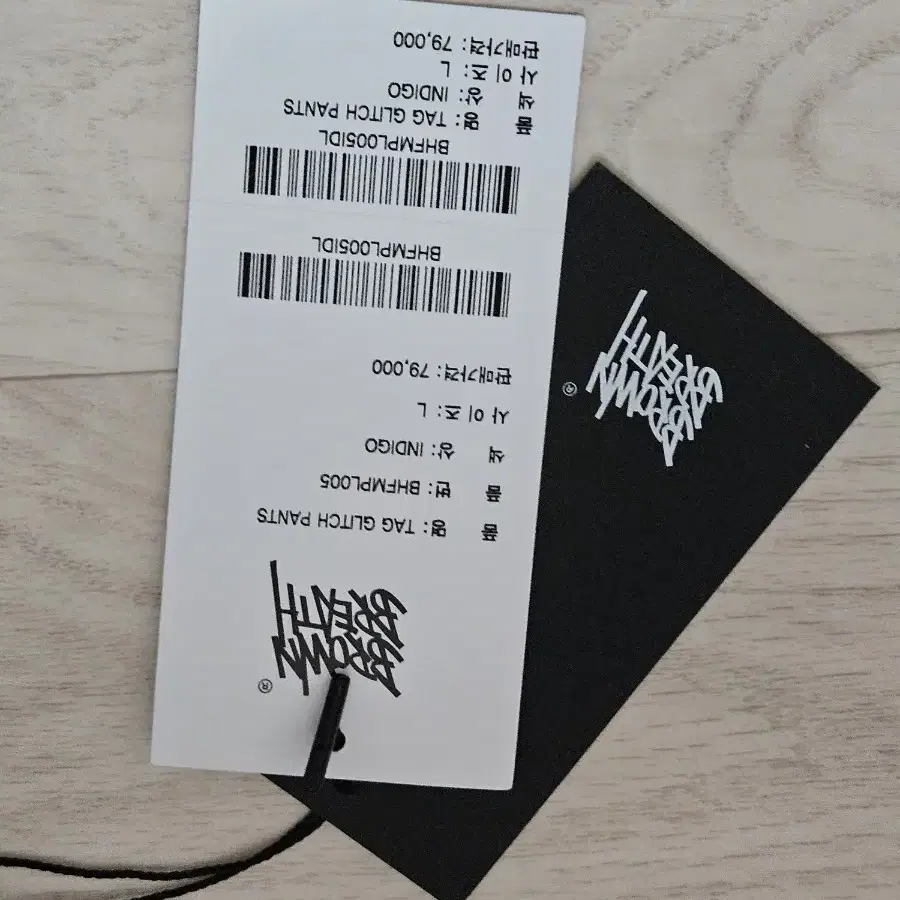 BROWN
BREATH
®
품 명 : TAG GLITCH PANTS
품 번 : BHFMPL005
색 상 : INDIGO
사 이 즈 : L
판매가격 : 79,000
BHFMPL005IDL
BHFMPL005IDL
품 명 : TAG GLITCH PANTS
색 상 : INDIGO
사 이 즈 : L
판매가격 : 79,000
BROWN
BREATH
®